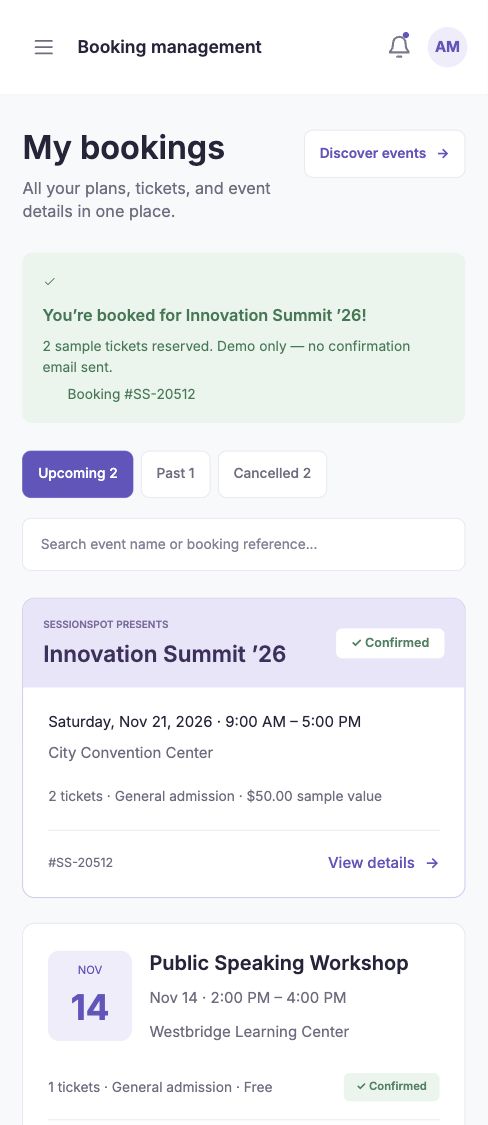 Booking management
AM
My bookings
Discover events →
All your plans, tickets, and event
details in one place.
✓
You’re booked for Innovation Summit ’26!
2 sample tickets reserved. Demo only — no confirmation
email sent.
Booking #SS-20512
Upcoming 2
Past 1
Cancelled 2
Search event name or booking reference...
SESSIONSPOT PRESENTS
Innovation Summit ’26
✓ Confirmed
Saturday, Nov 21, 2026 · 9:00 AM – 5:00 PM
City Convention Center
2 tickets · General admission · $50.00 sample value
#SS-20512
View details →
NOV
14
Public Speaking Workshop
Nov 14 · 2:00 PM – 4:00 PM
Westbridge Learning Center
1 tickets · General admission · Free
✓ Confirmed